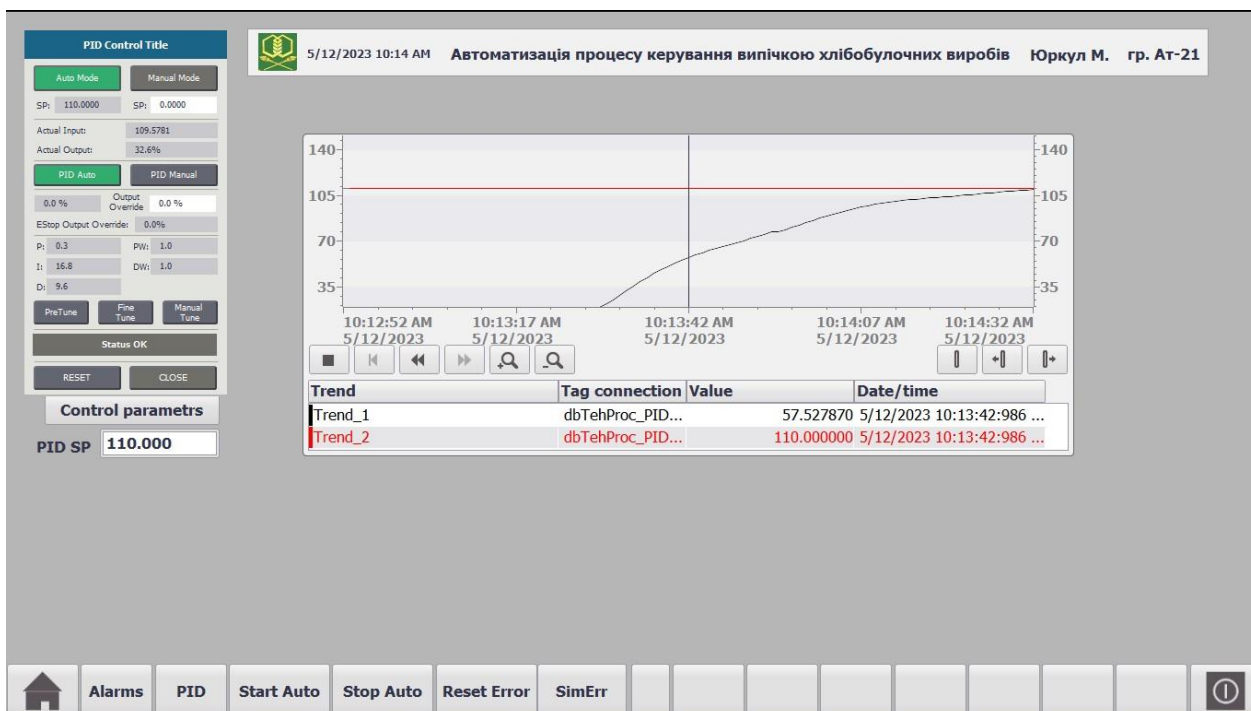 PID Control Title
Auto Mode Manual Mode
SP: 110.0000 SP: 0.0000
Actual Input: 109.5781
Actual Output: 32.6%
PID Auto PID Manual
0.0 % Output Override 0.0 %
EStop Output Override: 0.0%
P: 0.3 PW: 1.0
I: 16.8 DW: 1.0
D: 9.6
PreTune Fine Tune Manual Tune
Status OK
RESET CLOSE
Control parametrs
PID SP 110.000
5/12/2023 10:14 AM Автоматизація процесу керування випічкою хлібобулочних виробів Юркул М. гр. Ат-21
140 140
105 105
70 70
35 35
10:12:52 AM 10:13:17 AM 10:13:42 AM 10:14:07 AM 10:14:32 AM
5/12/2023 5/12/2023 5/12/2023 5/12/2023 5/12/2023
Trend Tag connection Value Date/time
Trend_1 dbTehProc_PID... 57.527870 5/12/2023 10:13:42:986 ...
Trend_2 dbTehProc_PID... 110.000000 5/12/2023 10:13:42:986 ...
Alarms PID Start Auto Stop Auto Reset Error SimErr